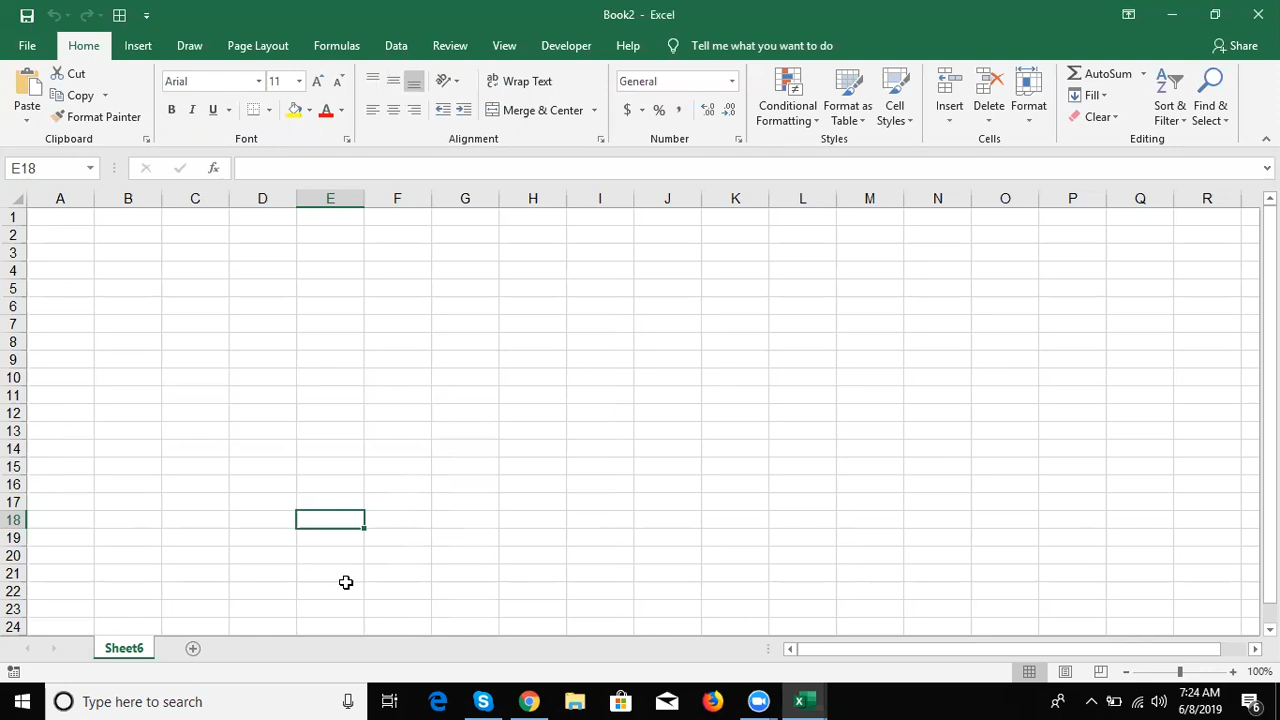 Book2 - Excel
File Home Insert Draw Page Layout Formulas Data Review View Developer Help Tell me what you want to do Share
Paste Cut Copy Format Painter Clipboard
Arial 11 B I U A Font
Wrap Text Merge & Center Alignment
General $ % , Number
Conditional Formatting Format as Table Cell Styles Styles
Insert Delete Format Cells
AutoSum Fill Clear Sort & Filter Find & Select Editing
E18 fx
A B C D E F G H I J K L M N O P Q R
1
2
3
4
5
6
7
8
9
10
11
12
13
14
15
16
17
18
19
20
21
22
23
24
Sheet6
100%
Type here to search
7:24 AM
6/8/2019
6